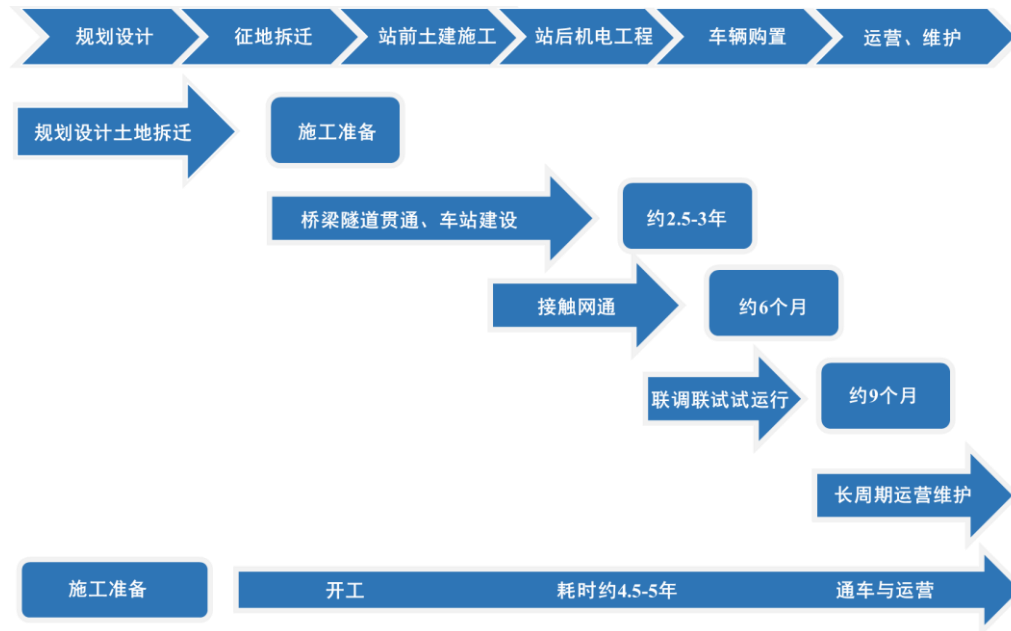 规划设计
征地拆迁
站前土建施工
站后机电工程
车辆购置
运营、维护
规划设计土地拆迁
施工准备
桥梁隧道贯通、车站建设
约2.5-3年
接触网通
约6个月
联调联试试运行
约9个月
长周期运营维护
施工准备
开工
耗时约4.5-5年
通车与运营